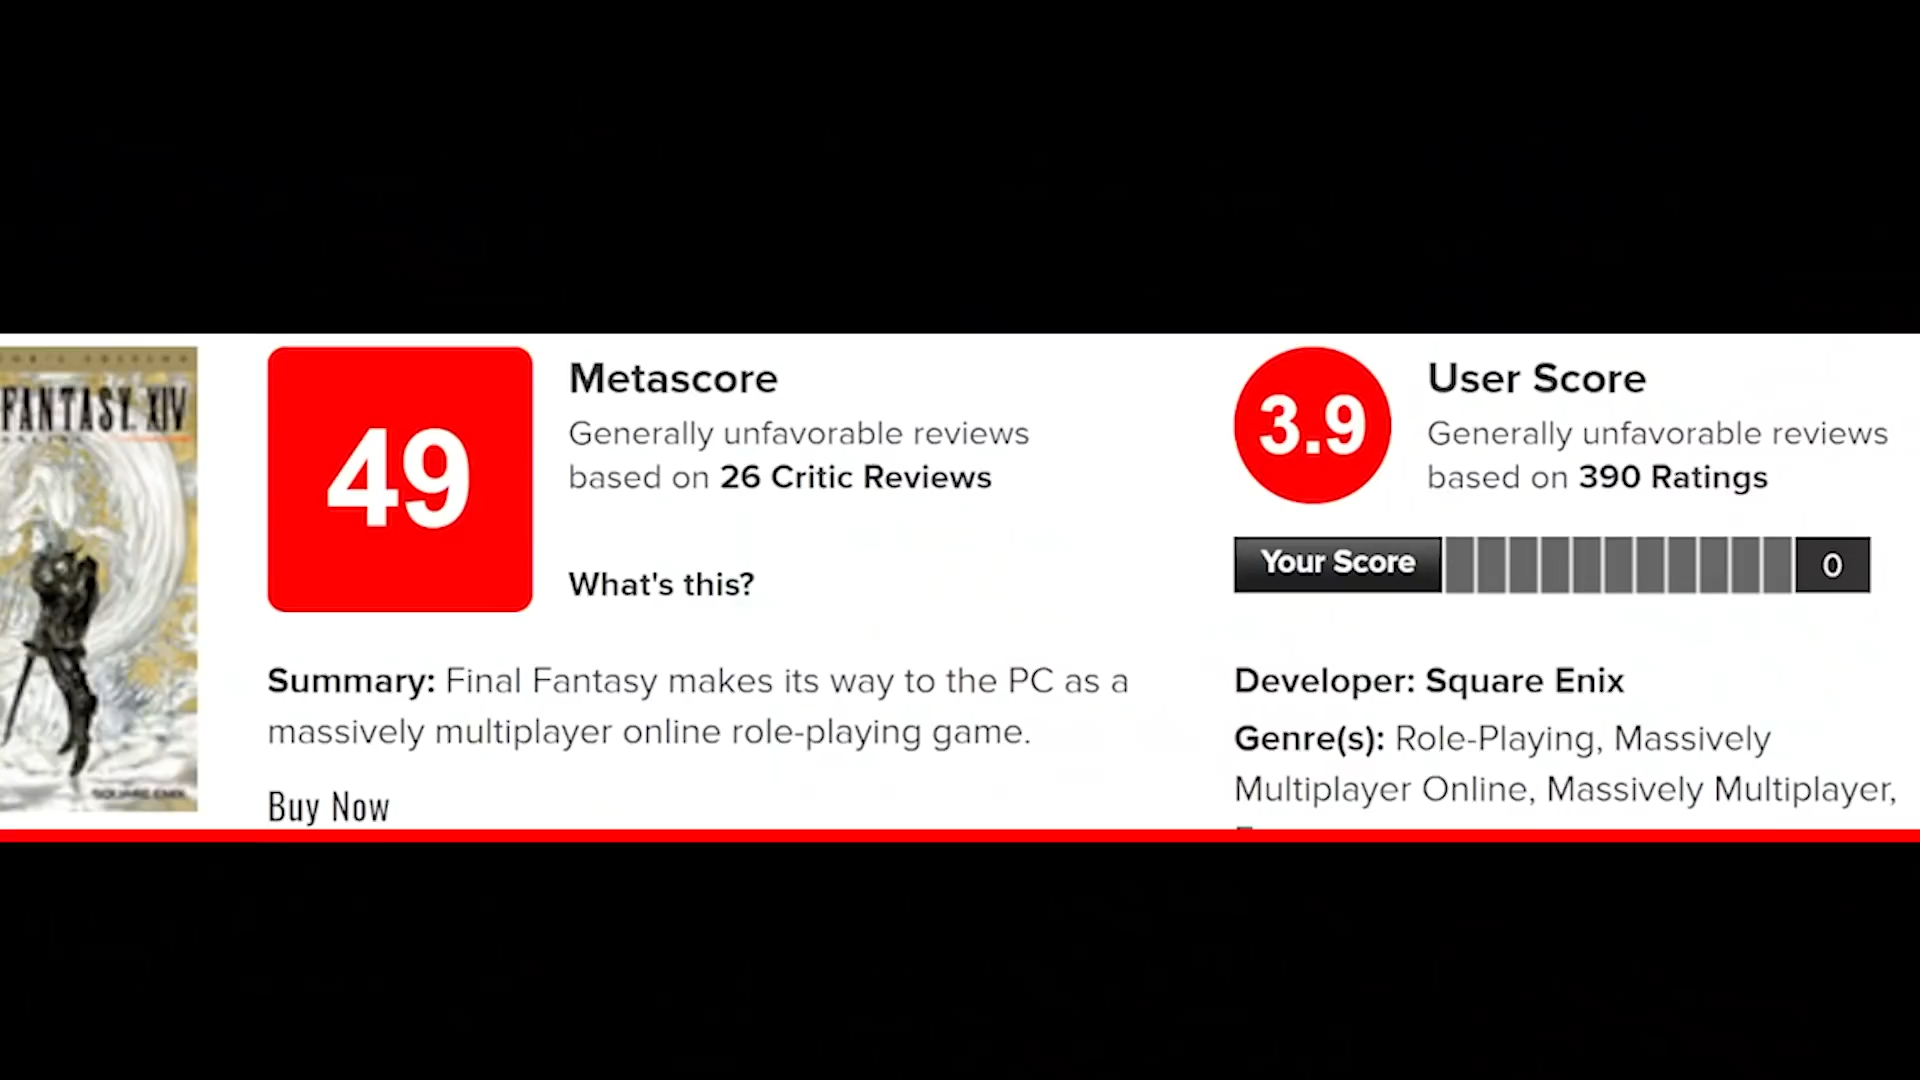 FANTASY XIV
SQUARE ENIX
49
Metascore
Generally unfavorable reviews
based on 26 Critic Reviews
What's this?
Summary: Final Fantasy makes its way to the PC as a
massively multiplayer online role-playing game.
Buy Now
3.9
User Score
Generally unfavorable reviews
based on 390 Ratings
Your Score
0
Developer: Square Enix
Genre(s): Role-Playing, Massively
Multiplayer Online, Massively Multiplayer,